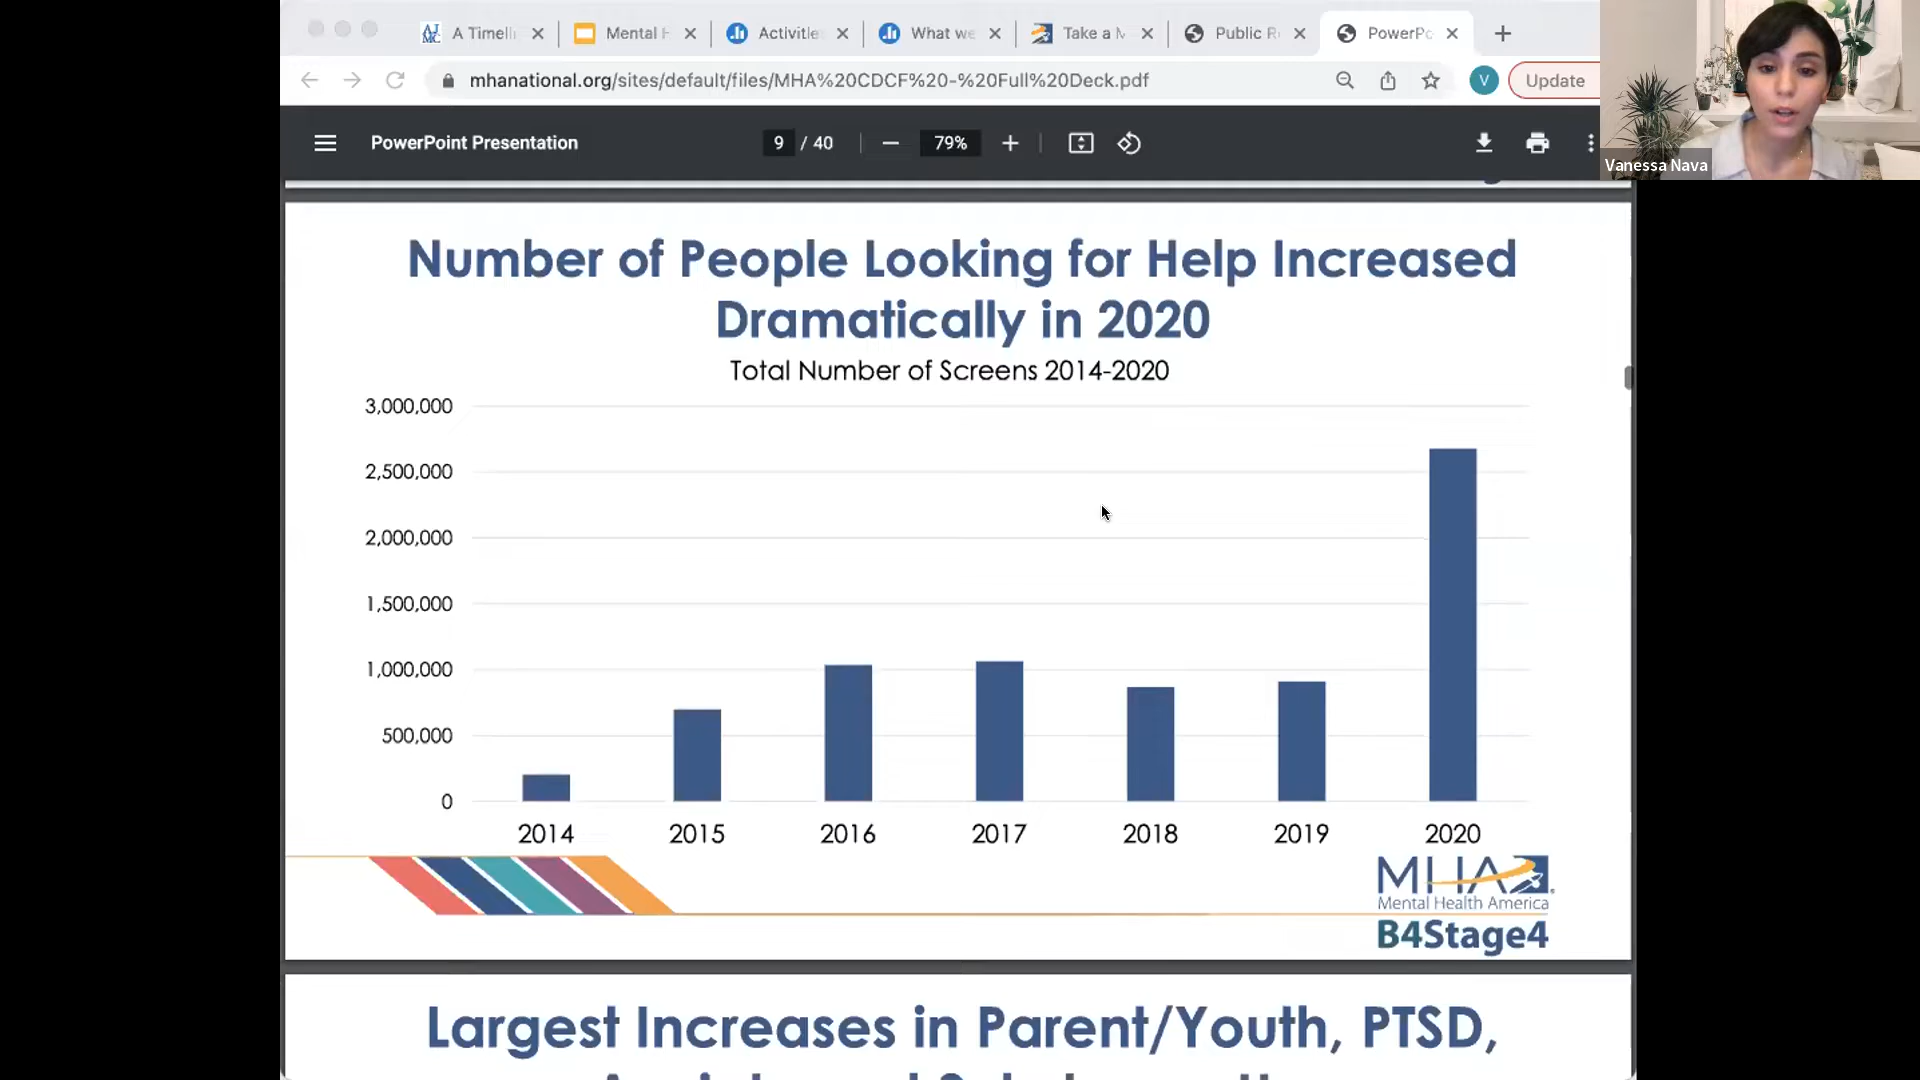 A Timeli
Mental H
Activitie
What we
Take a M
Public R
PowerPo
mhanational.org/sites/default/files/MHA%20CDCF%20-%20Full%20Deck.pdf
V
Update
PowerPoint Presentation
9 / 40
79%
Vanessa Nava
Number of People Looking for Help Increased
Dramatically in 2020
Total Number of Screens 2014-2020
3,000,000
2,500,000
2,000,000
1,500,000
1,000,000
500,000
0
2014 2015 2016 2017 2018 2019 2020
MHA
Mental Health America
B4Stage4
Largest Increases in Parent/Youth, PTSD,